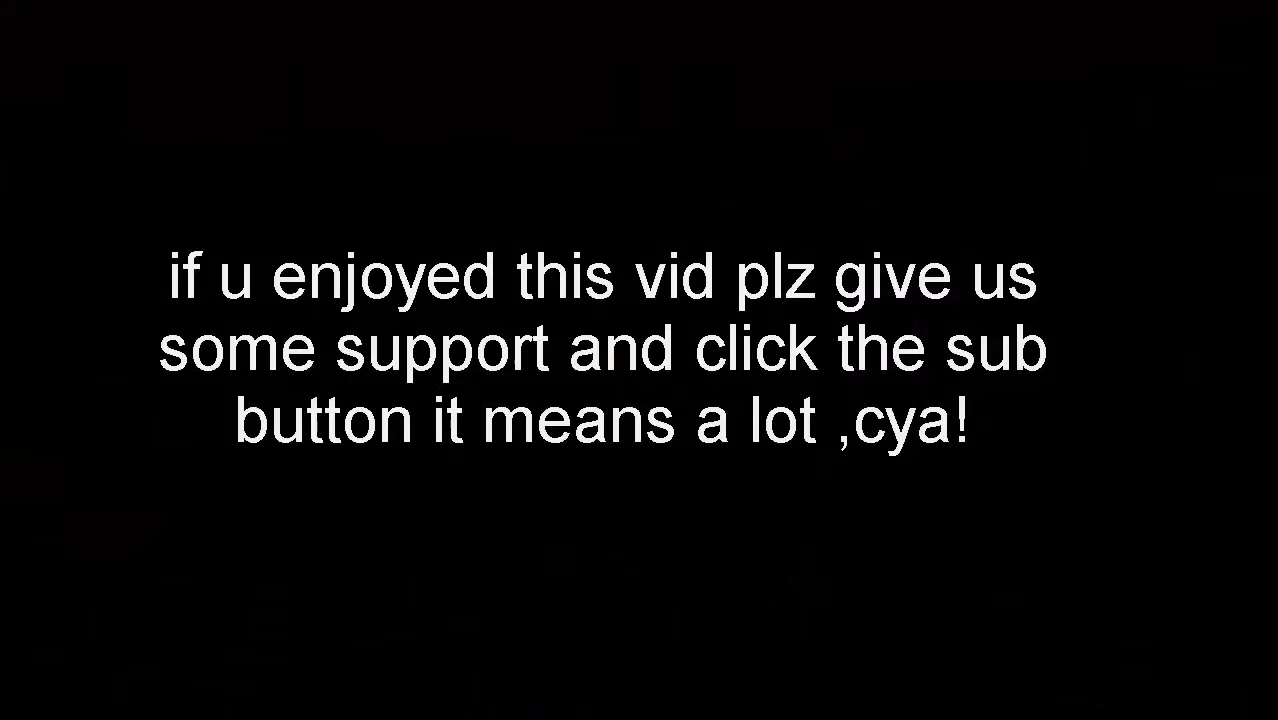 if u enjoyed this vid plz give us
some support and click the sub
button it means a lot ,cya!